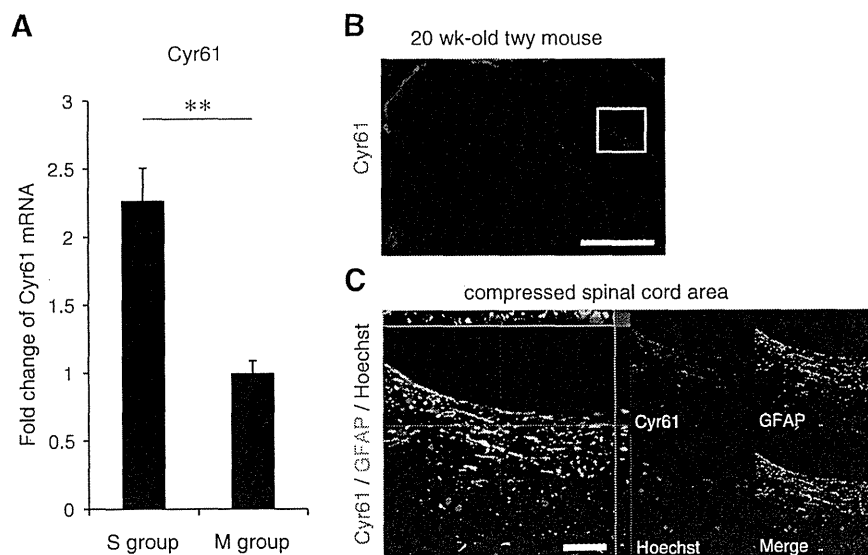 A
Cyr61
**
Fold change of Cyr61 mRNA
3
2.5
2
1.5
1
0.5
0
S group
M group
B
20 wk-old twy mouse
Cyr61
C
compressed spinal cord area
Cyr61 / GFAP / Hoechst
Cyr61
GFAP
Hoechst
Merge